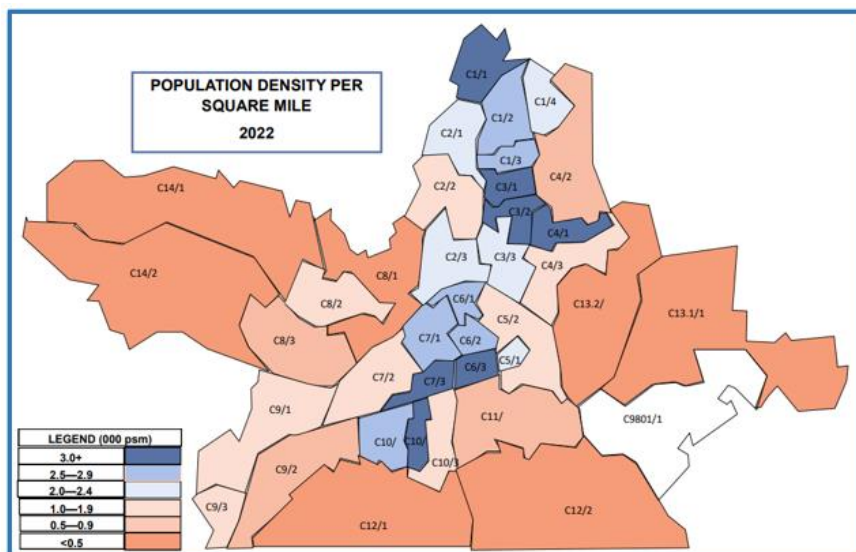 POPULATION DENSITY PER
SQUARE MILE
2022
C1/1
C1/4
C1/2
C2/1
C1/3
C4/2
C3/1
C14/1
C2/2
C3/2
C4/1
C2/3
C3/3
C4/3
C14/2
C8/1
C8/2
C6/1
C13.2/
C13.1/1
C5/2
C8/3
C7/1
C6/2
C5/1
C7/2
C7/3
C6/3
C9/1
C9801/1
C11/
C10/
C10/
C10/3
C9/2
C9/3
C12/1
C12/2
LEGEND (000 psm)
3.0+
2.5—2.9
2.0—2.4
1.0—1.9
0.5—0.9
<0.5